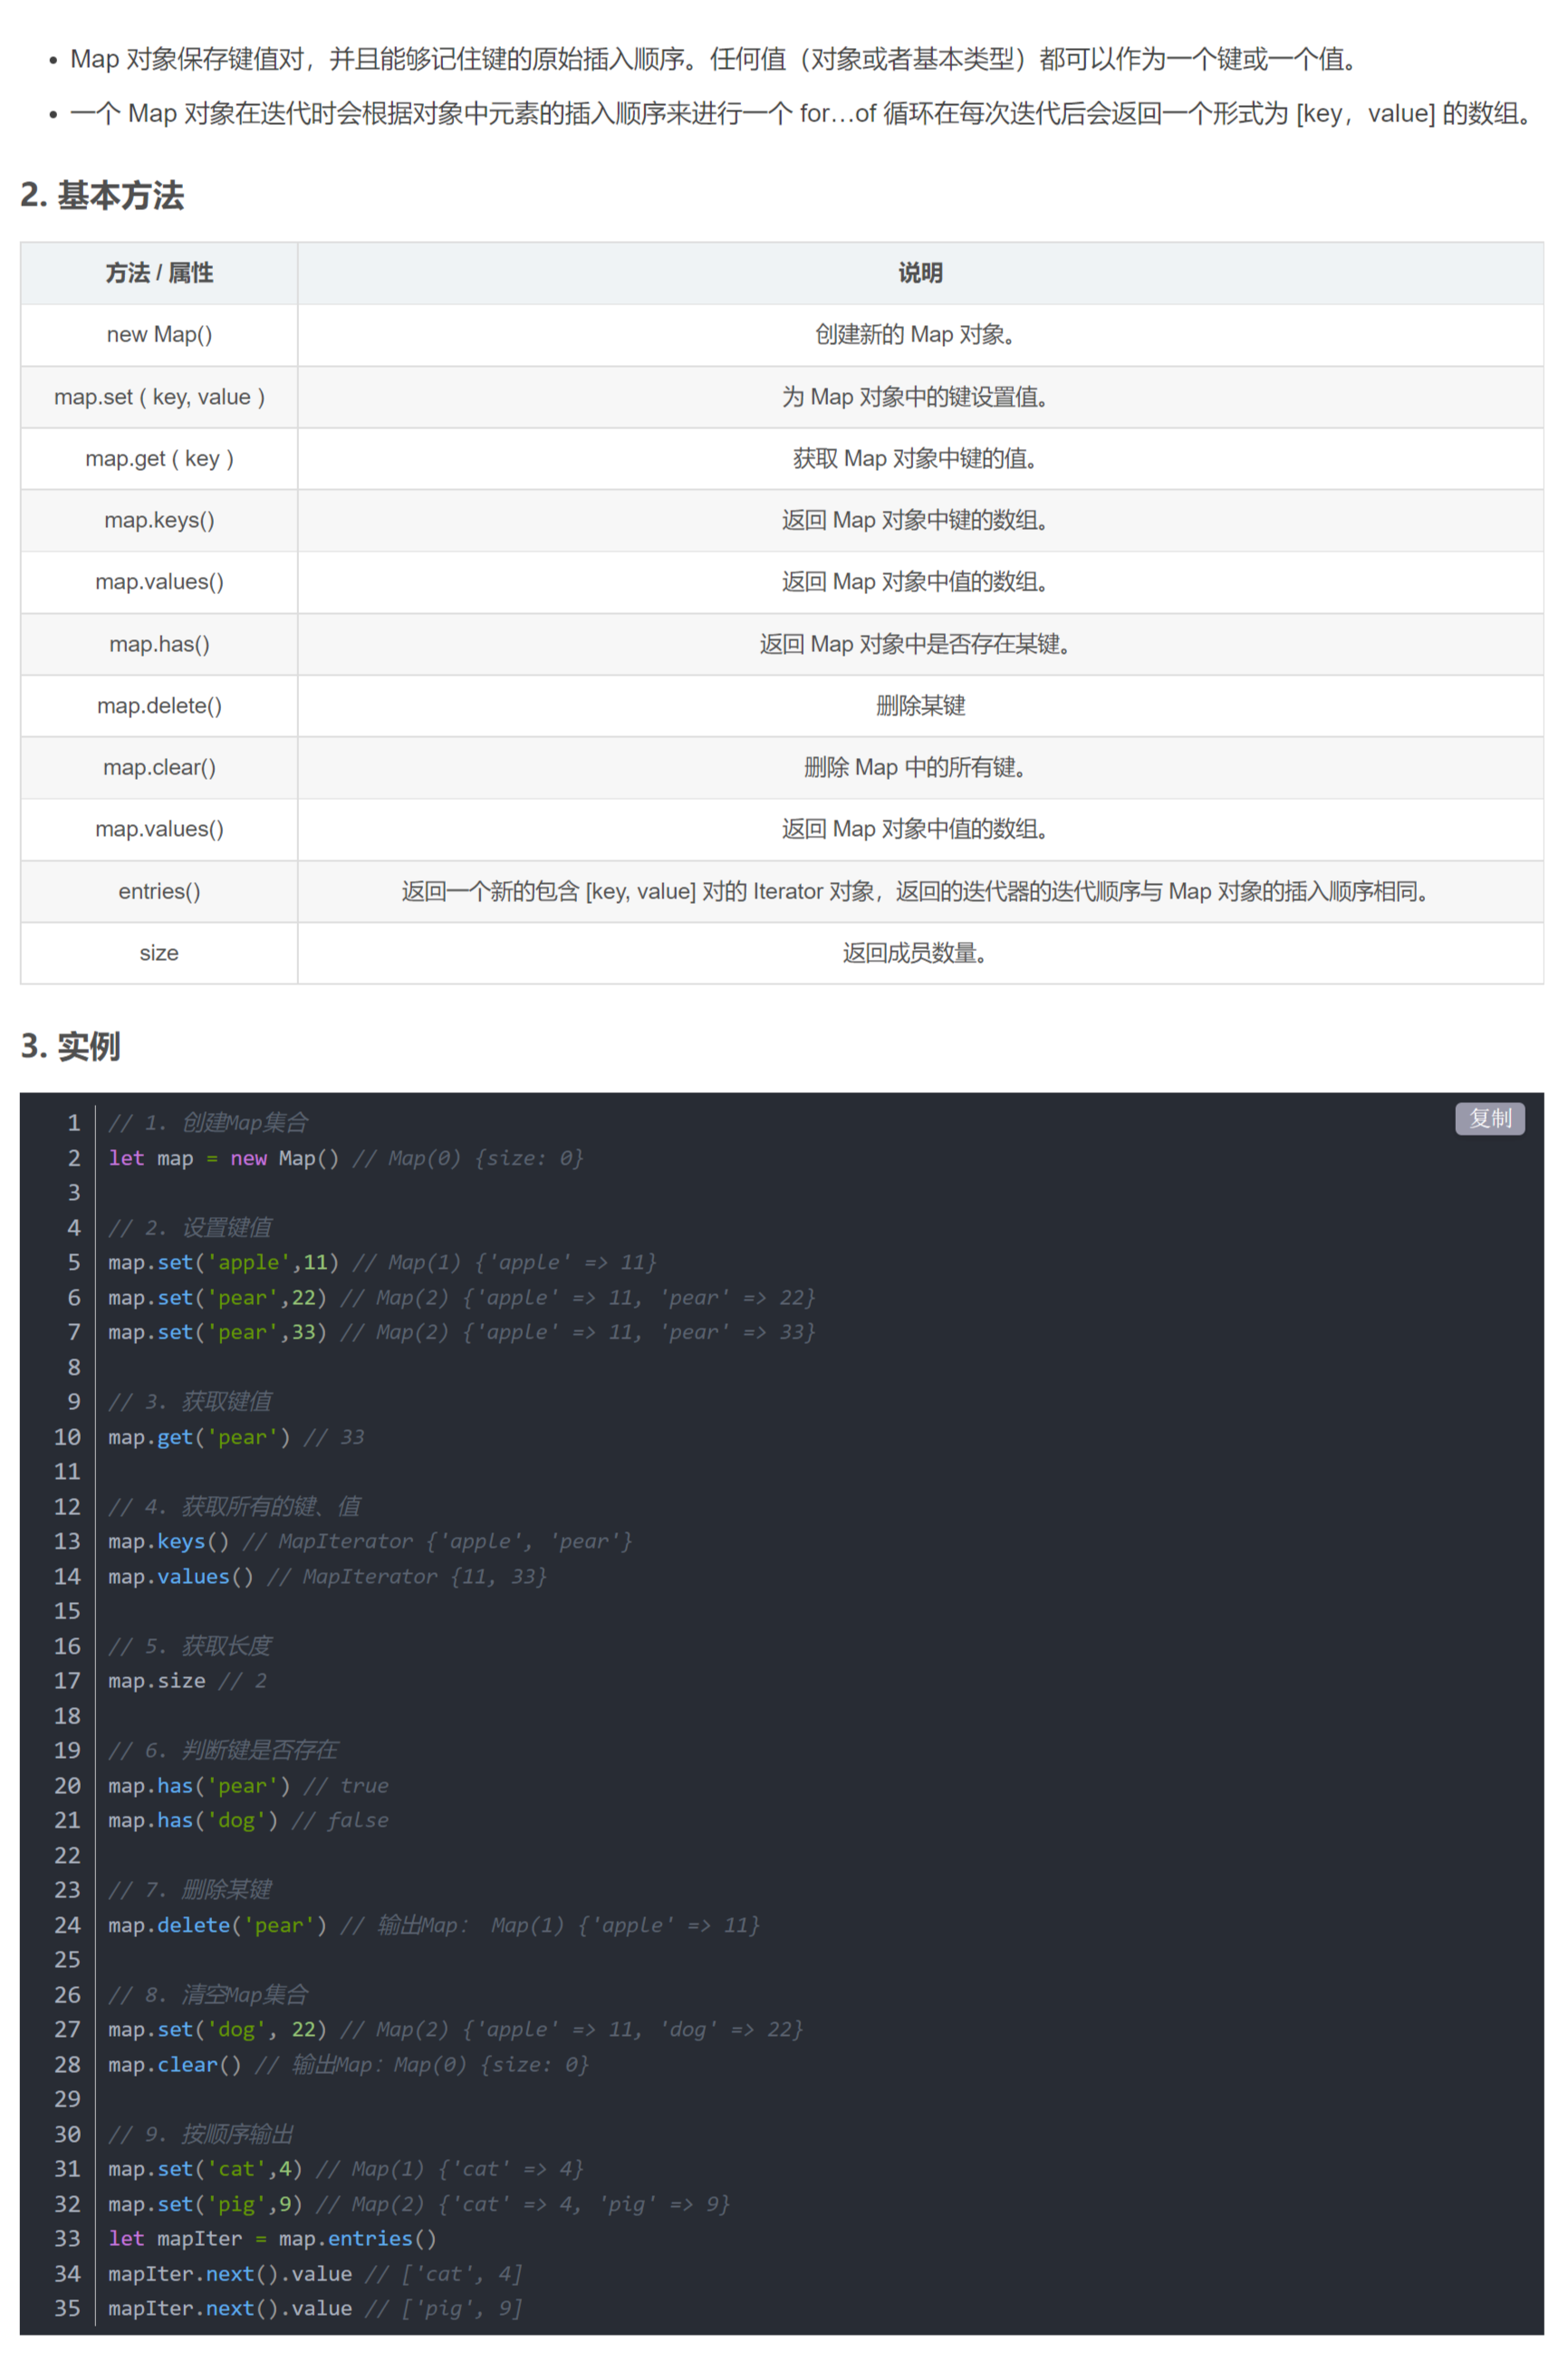 Map 对象保存键值对，并且能够记住键的原始插入顺序。任何值（对象或者基本类型）都可以作为一个键或一个值。
一个 Map 对象在迭代时会根据对象中元素的插入顺序来进行一个 for…of 循环在每次迭代后会返回一个形式为 [key，value] 的数组。
2. 基本方法
方法 / 属性 说明
new Map() 创建新的 Map 对象。
map.set ( key, value ) 为 Map 对象中的键设置值。
map.get ( key ) 获取 Map 对象中键的值。
map.keys() 返回 Map 对象中键的数组。
map.values() 返回 Map 对象中值的数组。
map.has() 返回 Map 对象中是否存在某键。
map.delete() 删除某键
map.clear() 删除 Map 中的所有键。
map.values() 返回 Map 对象中值的数组。
entries() 返回一个新的包含 [key, value] 对的 Iterator 对象，返回的迭代器的迭代顺序与 Map 对象的插入顺序相同。
size 返回成员数量。
3. 实例
复制
1 // 1. 创建Map集合
2 let map = new Map() // Map(0) {size: 0}
3
4 // 2. 设置键值
5 map.set('apple',11) // Map(1) {'apple' => 11}
6 map.set('pear',22) // Map(2) {'apple' => 11, 'pear' => 22}
7 map.set('pear',33) // Map(2) {'apple' => 11, 'pear' => 33}
8
9 // 3. 获取键值
10 map.get('pear') // 33
11
12 // 4. 获取所有的键、值
13 map.keys() // MapIterator {'apple', 'pear'}
14 map.values() // MapIterator {11, 33}
15
16 // 5. 获取长度
17 map.size // 2
18
19 // 6. 判断键是否存在
20 map.has('pear') // true
21 map.has('dog') // false
22
23 // 7. 删除某键
24 map.delete('pear') // 输出Map： Map(1) {'apple' => 11}
25
26 // 8. 清空Map集合
27 map.set('dog', 22) // Map(2) {'apple' => 11, 'dog' => 22}
28 map.clear() // 输出Map：Map(0) {size: 0}
29
30 // 9. 按顺序输出
31 map.set('cat',4) // Map(1) {'cat' => 4}
32 map.set('pig',9) // Map(2) {'cat' => 4, 'pig' => 9}
33 let mapIter = map.entries()
34 mapIter.next().value // ['cat', 4]
35 mapIter.next().value // ['pig', 9]